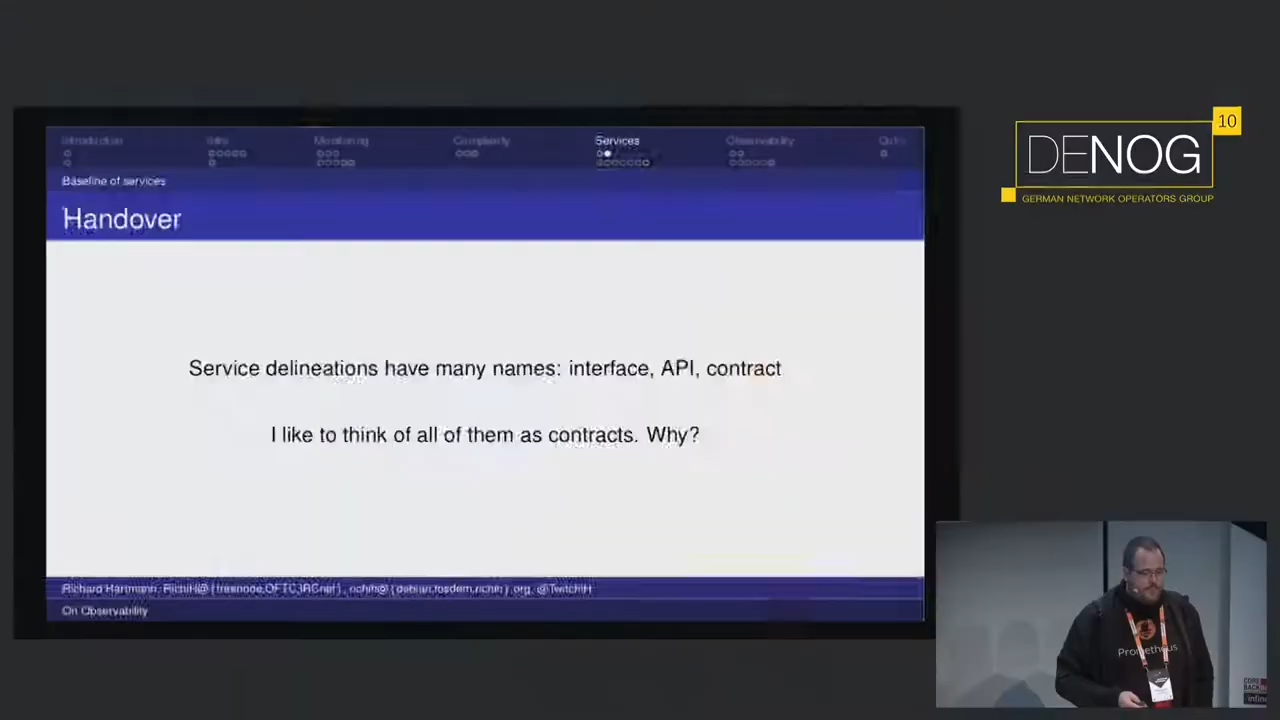 Introduction Intro Monitoring Complexity Services Observability Outro
Baseline of services
Handover
Service delineations have many names: interface, API, contract
I like to think of all of them as contracts. Why?
Richard Hartmann, RichiH@{freenode,OFTC,IRCnet}, richih@{debian,fosdem,richih}.org, @TwitchiH
On Observability
10
DENOG
GERMAN NETWORK OPERATORS GROUP
Prometheus